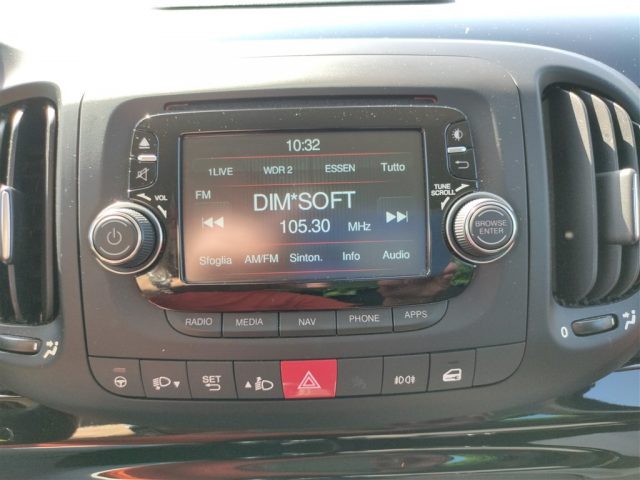 10:32
1LIVE WDR 2 ESSEN Tutto
FM
DIM*SOFT
105.30 MHz
Sfoglia AM/FM Sinton. Info Audio
VOL
TUNE
SCROLL
BROWSE
ENTER
RADIO MEDIA NAV PHONE APPS
SET
0